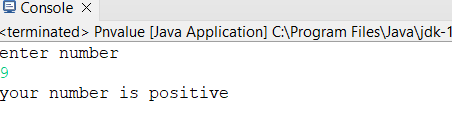 Console
<terminated> Pnvalue [Java Application] C:\Program Files\Java\jdk-1
enter number
9
your number is positive